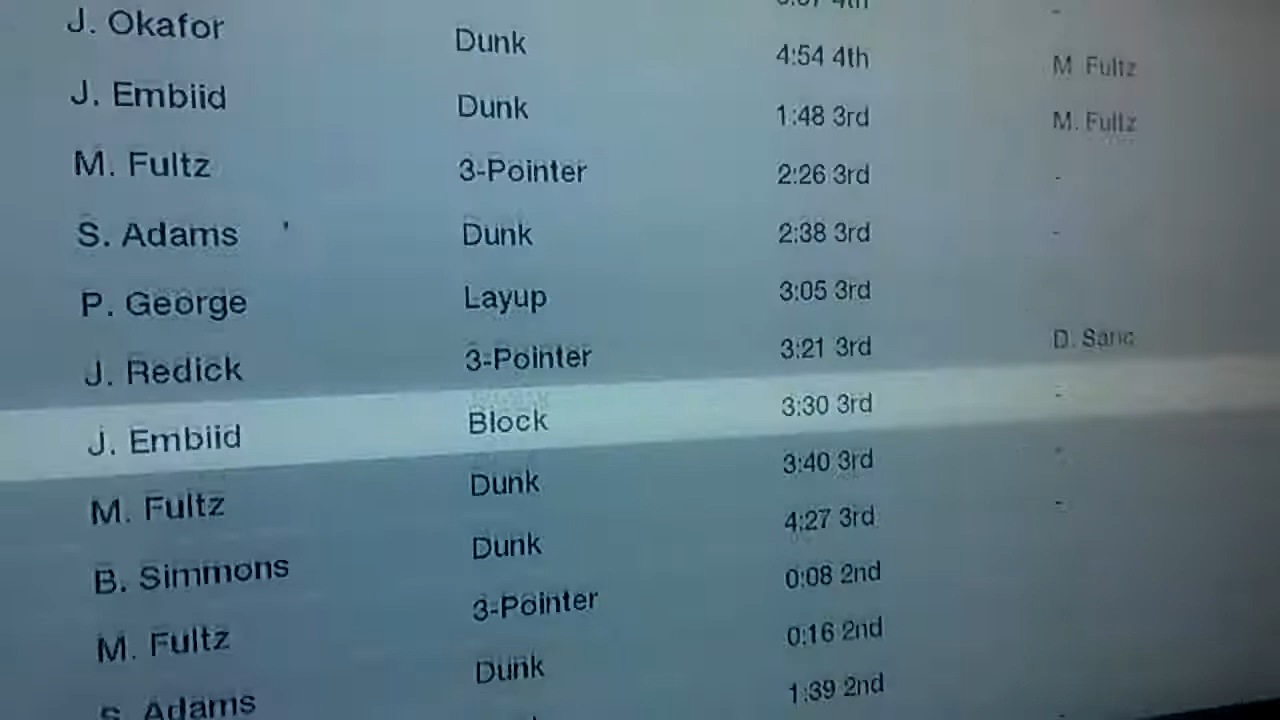 J. Okafor Dunk 4:54 4th M. Fultz
J. Embiid Dunk 1:48 3rd M. Fultz
M. Fultz 3-Pointer 2:26 3rd -
S. Adams Dunk 2:38 3rd -
P. George Layup 3:05 3rd
J. Redick 3-Pointer 3:21 3rd D. Saric
J. Embiid Block 3:30 3rd -
M. Fultz Dunk 3:40 3rd -
B. Simmons Dunk 4:27 3rd -
M. Fultz 3-Pointer 0:08 2nd
S. Adams Dunk 0:16 2nd
1:39 2nd